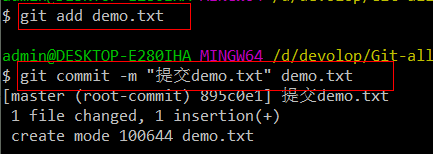 $ git add demo.txt
admin@DESKTOP-E280IHA MINGW64 /d/devolop/Git-all
$ git commit -m "提交demo.txt" demo.txt
[master (root-commit) 895c0e1] 提交demo.txt
 1 file changed, 1 insertion(+)
 create mode 100644 demo.txt